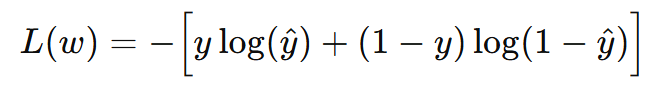 L(w) = −[y log(ŷ) + (1 − y) log(1 − ŷ)]